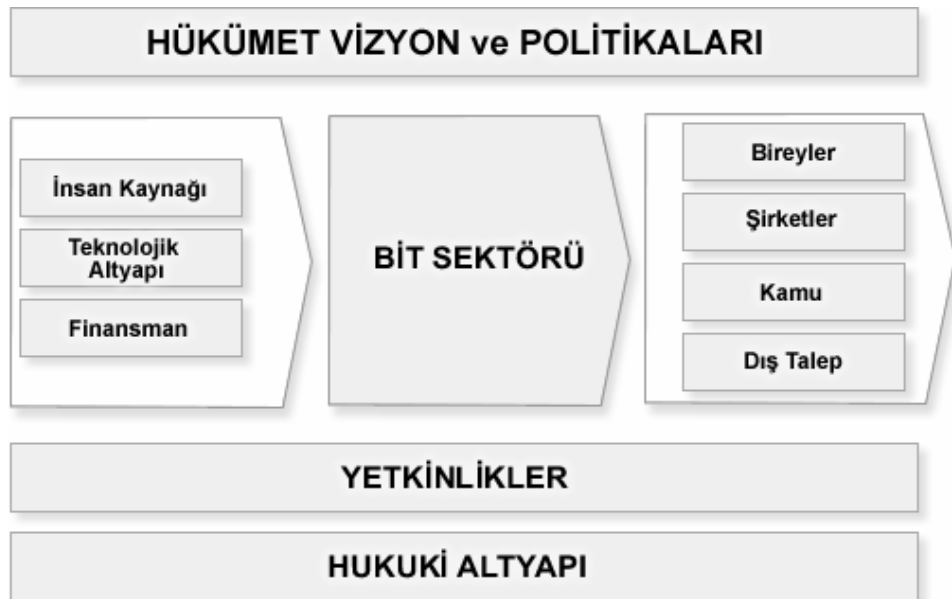 HÜKÜMET VİZYON ve POLİTİKALARI
İnsan Kaynağı
Teknolojik
Altyapı
Finansman
BİT SEKTÖRÜ
Bireyler
Şirketler
Kamu
Dış Talep
YETKİNLİKLER
HUKUKİ ALTYAPI